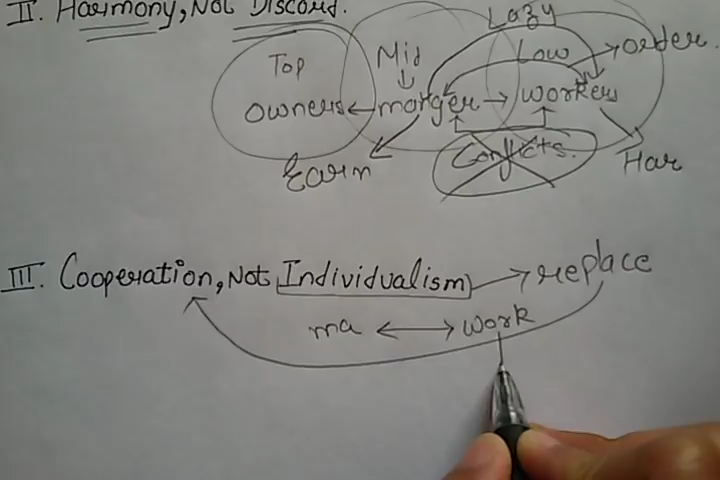 II. Harmony, Not Discord.
Lazy
Top Mid Low order.
owners manger workers
Earn Conflicts. Har
III. Cooperation, Not Individualism replace
ma work